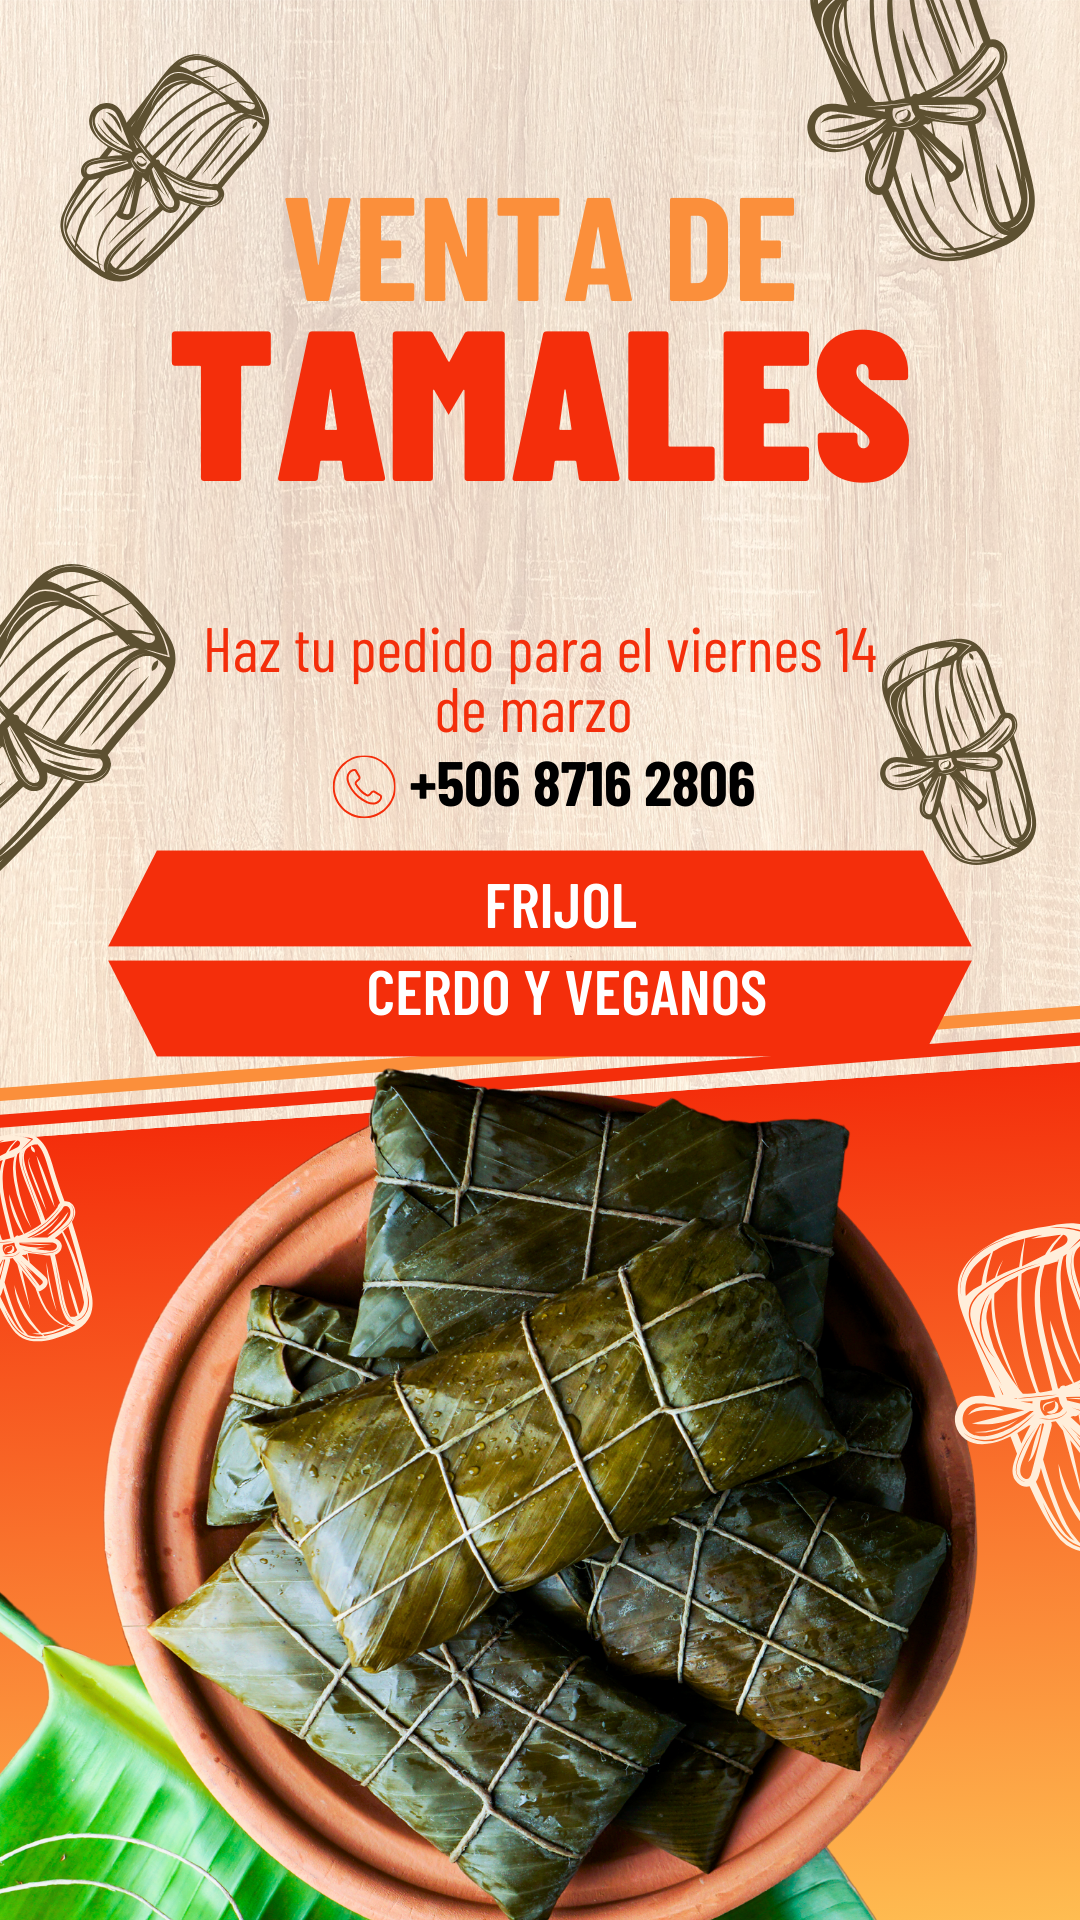 VENTA DE
TAMALES
Haz tu pedido para el viernes 14
de marzo
+506 8716 2806
FRIJOL
CERDO Y VEGANOS